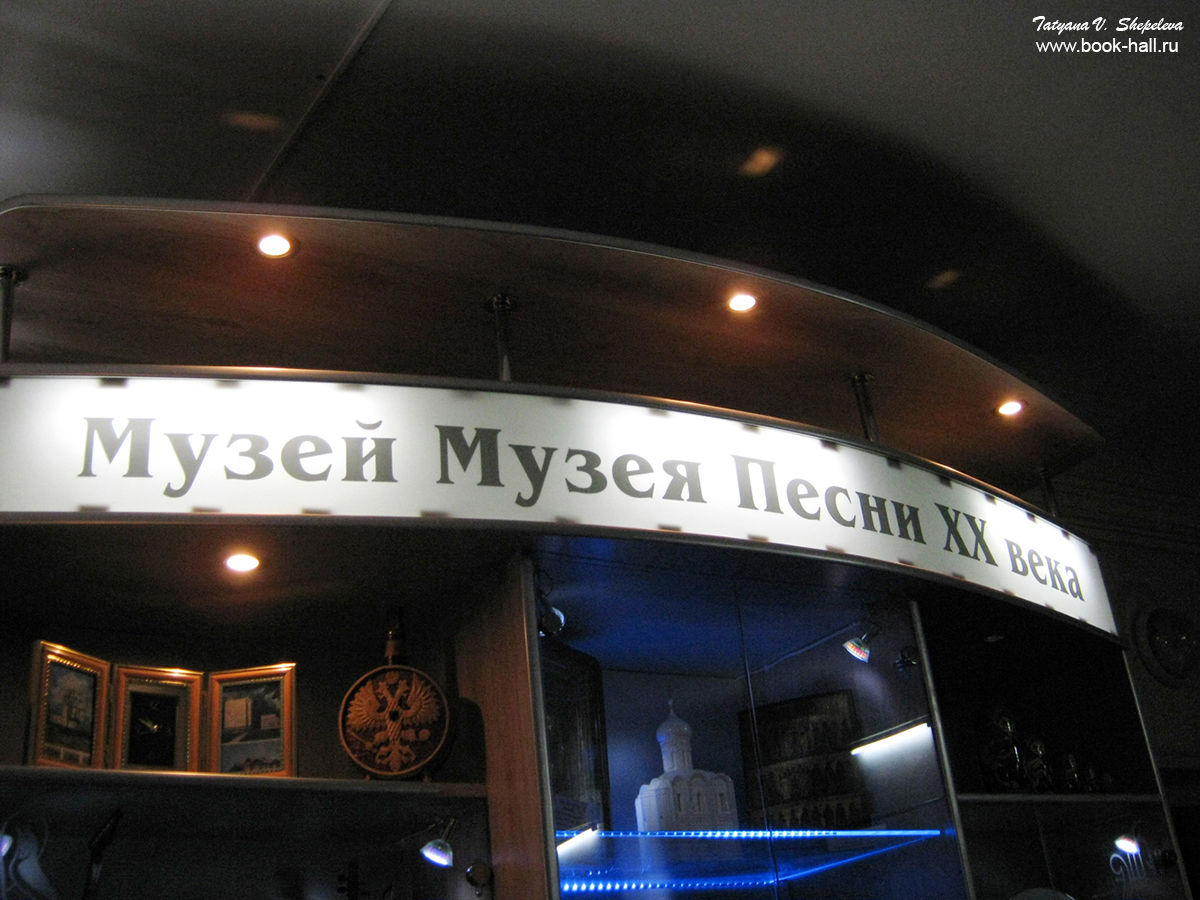 Tatyana V. Shepeleva
www.book-hall.ru
Музей Музея Песни XX века